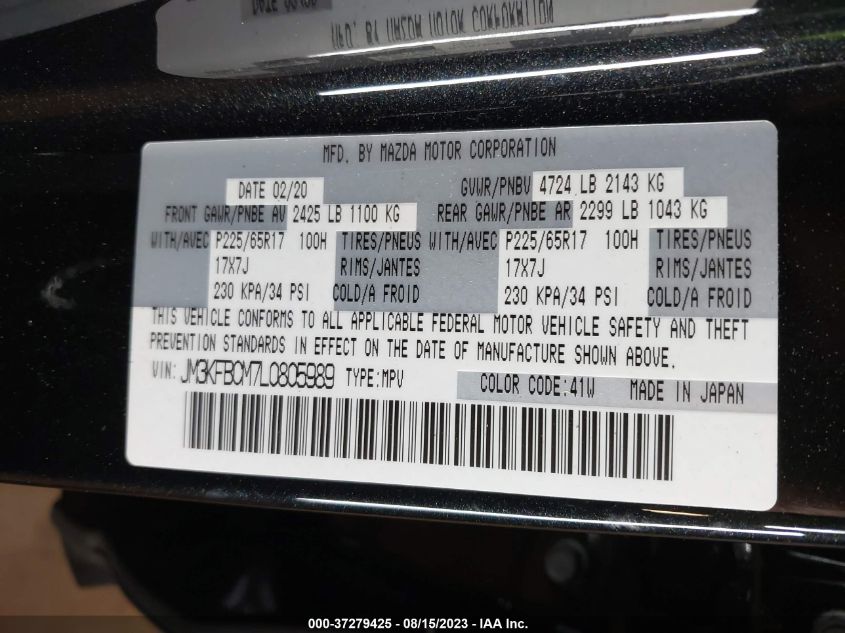 MFD. BY MAZDA MOTOR CORPORATION
MFD. BY MAZDA MOTOR CORPORATION
DATE 02/20 GVWR/PNBV 4724 LB 2143 KG
FRONT GAWR/PNBE AV 2425 LB 1100 KG REAR GAWR/PNBE AR 2299 LB 1043 KG
WITH/AVEC P225/65R17 100H TIRES/PNEUS WITH/AVEC P225/65R17 100H TIRES/PNEUS
17X7J RIMS/JANTES 17X7J RIMS/JANTES
230 KPA/34 PSI COLD/A FROID 230 KPA/34 PSI COLD/A FROID
THIS VEHICLE CONFORMS TO ALL APPLICABLE FEDERAL MOTOR VEHICLE SAFETY AND THEFT
PREVENTION STANDARDS IN EFFECT ON THE DATE OF MANUFACTURE SHOWN ABOVE.
VIN: JM3KFBCM7L0805989 TYPE:MPV COLOR CODE:41W MADE IN JAPAN
000-37279425 - 08/15/2023 - IAA Inc.